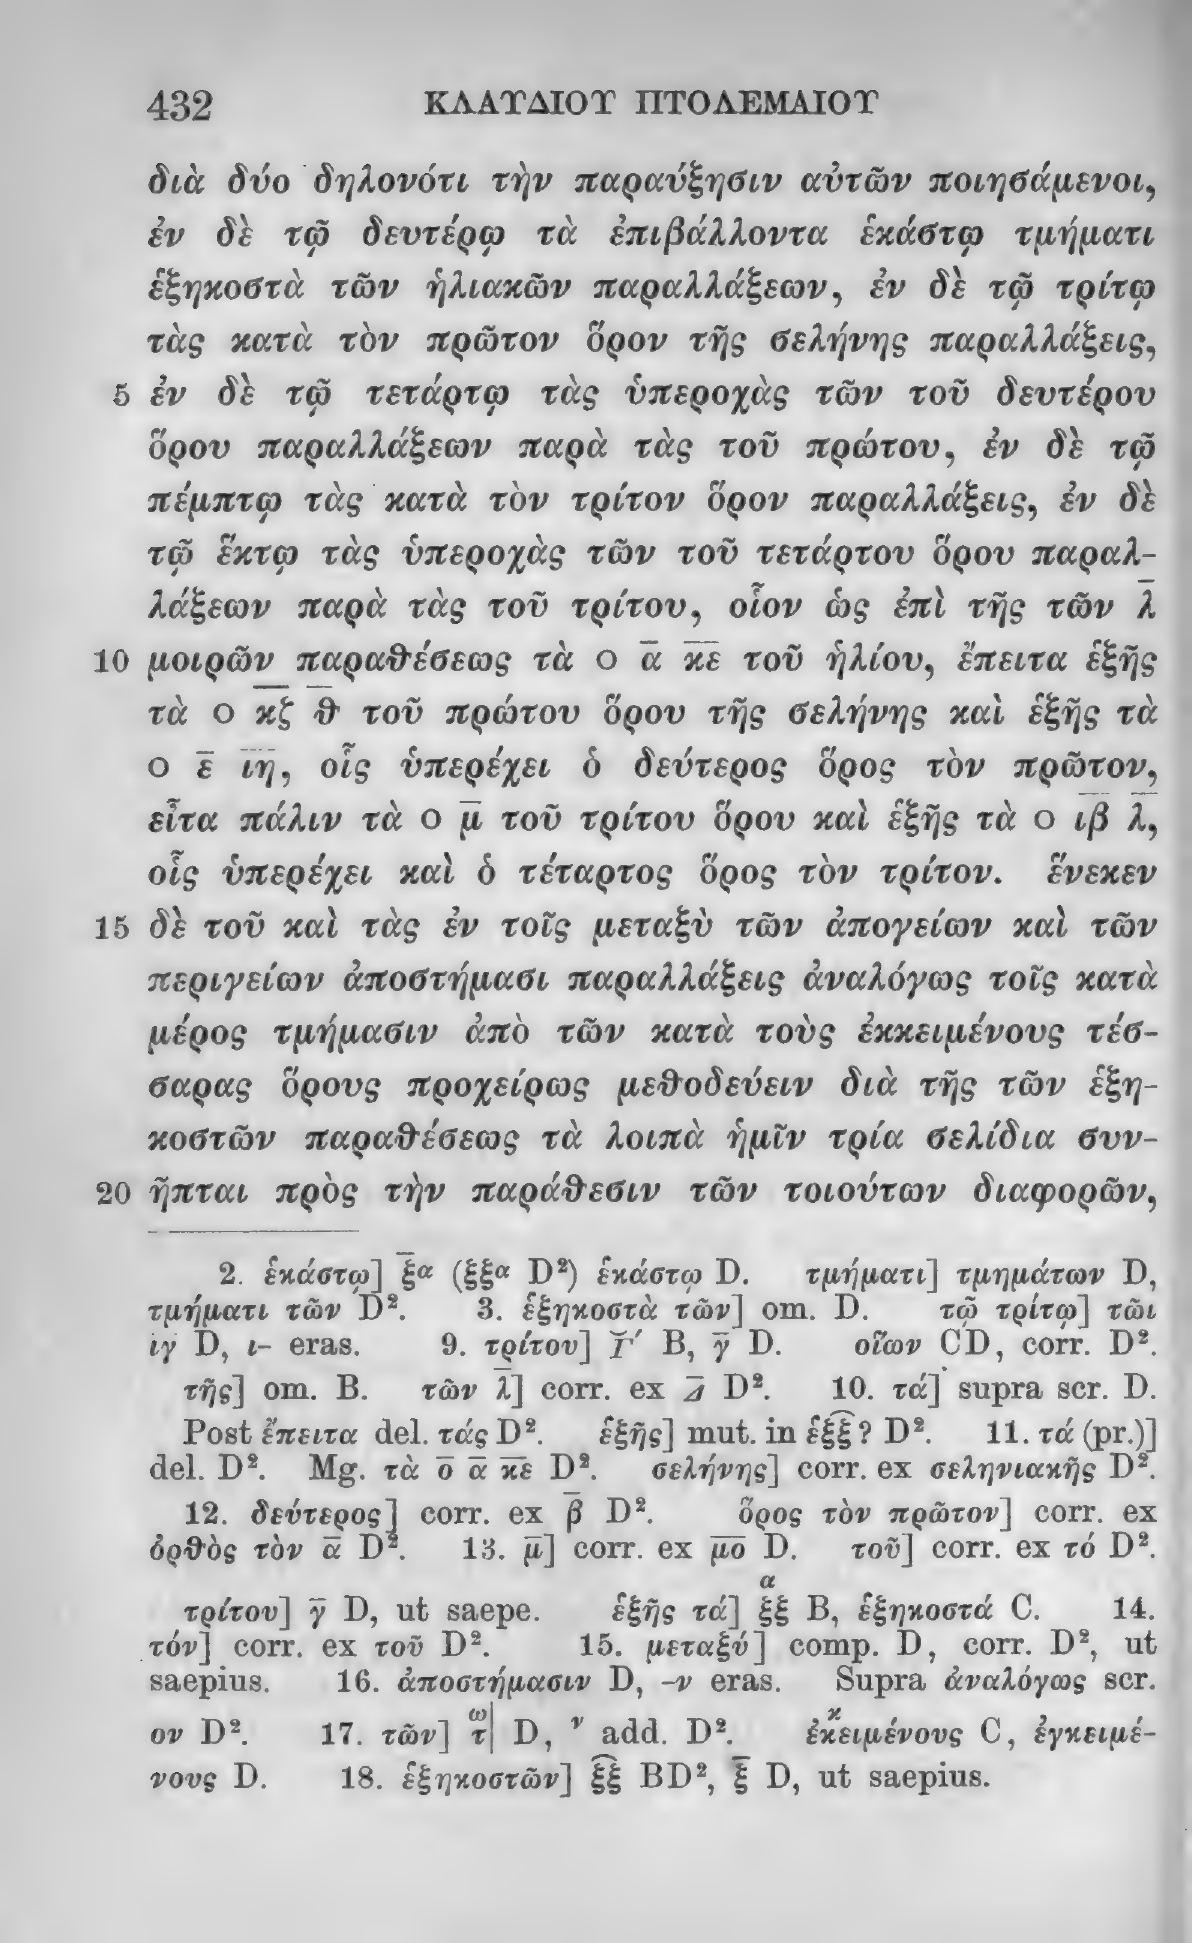 432 ΚΛΑΥΔΙΟΥ ΠΤΟΛΕΜΑΙΟΥ
διὰ δύο δηλονότι τὴν παραύξησιν αὐτῶν ποιησάμενοι,
ἐν δὲ τῷ δευτέρῳ τὰ ἐπιβάλλοντα ἑκάστῳ τμήματι
ἑξηκοστὰ τῶν ἡλιακῶν παραλλάξεων, ἐν δὲ τῷ τρίτῳ
τὰς κατὰ τὸν πρῶτον ὅρον τῆς σελήνης παραλλάξεις,
5 ἐν δὲ τῷ τετάρτῳ τὰς ὑπεροχὰς τῶν τοῦ δευτέρου
ὅρου παραλλάξεων παρὰ τὰς τοῦ πρώτου, ἐν δὲ τῷ
πέμπτῳ τὰς κατὰ τὸν τρίτον ὅρον παραλλάξεις, ἐν δὲ
τῷ ἕκτῳ τὰς ὑπεροχὰς τῶν τοῦ τετάρτου ὅρου παραλ-
λάξεων παρὰ τὰς τοῦ τρίτου, οἷον ὡς ἐπὶ τῆς τῶν λ̅
10 μοιρῶν παραθέσεως τὰ ο α̅ κ̅ε̅ τοῦ ἡλίου, ἔπειτα ἑξῆς
τὰ ο κ̅ζ̅ θ̅ τοῦ πρώτου ὅρου τῆς σελήνης καὶ ἑξῆς τὰ
ο ε̅ ι̅η̅, οἷς ὑπερέχει ὁ δεύτερος ὅρος τὸν πρῶτον,
εἶτα πάλιν τὰ ο μ̅ τοῦ τρίτου ὅρου καὶ ἑξῆς τὰ ο ι̅β̅ λ̅,
οἷς ὑπερέχει καὶ ὁ τέταρτος ὅρος τὸν τρίτον. ἕνεκεν
15 δὲ τοῦ καὶ τὰς ἐν τοῖς μεταξὺ τῶν ἀπογείων καὶ τῶν
περιγείων ἀποστήμασι παραλλάξεις ἀναλόγως τοῖς κατὰ
μέρος τμήμασιν ἀπὸ τῶν κατὰ τοὺς ἐκκειμένους τέσ-
σαρας ὅρους προχείρως μεθοδεύειν διὰ τῆς τῶν ἑξη-
κοστῶν παραθέσεως τὰ λοιπὰ ἡμῖν τρία σελίδια συν-
20 ῆπται πρὸς τὴν παράθεσιν τῶν τοιούτων διαφορῶν,
2. ἑκάστῳ] ξ̅α (ξξα D²) ἑκάστῳ D. τμήματι] τμημάτων D,
τμήματι τῶν D². 3. ἑξηκοστὰ τῶν] om. D. τῷ τρίτῳ] τῶι
ιγ D, ι- eras. 9. τρίτου] Γ̅′ B, γ̅ D. οἵων CD, corr. D².
τῆς] om. B. τῶν λ̅] corr. ex Δ̅ D². 10. τά] supra scr. D.
Post ἔπειτα del. τάς D². ἑξῆς] mut. in ἑξξ? D². 11. τά (pr.)]
del. D². Mg. τὰ ο̅ α̅ κ̅ε̅ D². σελήνης] corr. ex σεληνιακῆς D².
12. δεύτερος] corr. ex β̅ D². ὅρος τὸν πρῶτον] corr. ex
ὀρθὸς τὸν α̅ D². 13. μ̅] corr. ex μ̅ο̅ D. τοῦ] corr. ex τό D².
τρίτου] γ̅ D, ut saepe. ἑξῆς τά] ξξα B, ἑξηκοστά C. 14.
τόν] corr. ex τοῦ D². 15. μεταξύ] comp. D, corr. D², ut
saepius. 16. ἀποστήμασιν D, -ν eras. Supra ἀναλόγως scr.
ον D². 17. τῶν] τω| D, ν add. D². ἐκκειμένους C, ἐγκειμέ-
νους D. 18. ἑξηκοστῶν] ξξ BD², ξ̅ D, ut saepius.